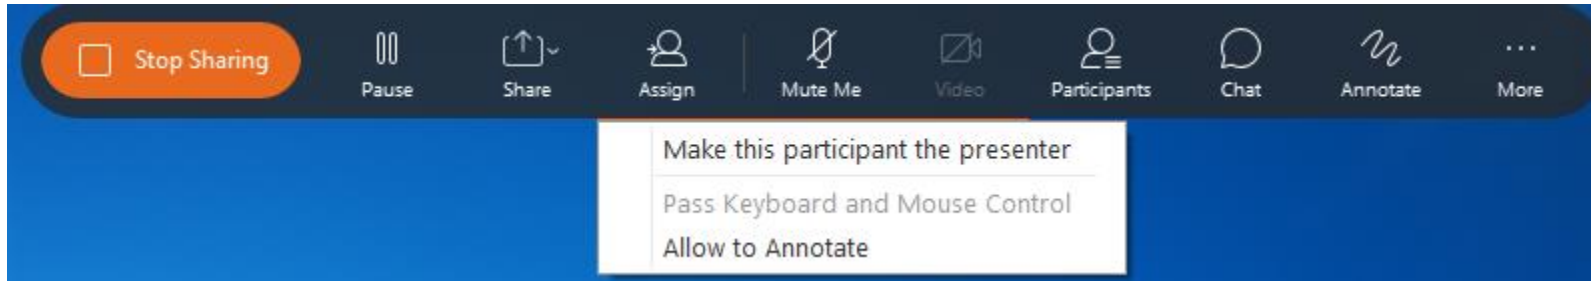 Stop Sharing
Pause
Share
Assign
Mute Me
Video
Participants
Chat
Annotate
More
Make this participant the presenter
Pass Keyboard and Mouse Control
Allow to Annotate